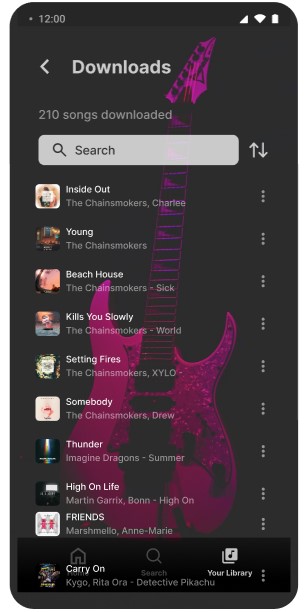 12:00
Downloads
210 songs downloaded
Search
Inside Out
The Chainsmokers, Charlee
Young
The Chainsmokers
Beach House
The Chainsmokers - Sick
Kills You Slowly
The Chainsmokers - World
Setting Fires
The Chainsmokers, XYLO -
Somebody
The Chainsmokers, Drew
Thunder
Imagine Dragons - Summer
High On Life
Martin Garrix, Bonn - High On
FRIENDS
Marshmello, Anne-Marie
Carry On
Kygo, Rita Ora - Detective Pikachu
Search
Your Library